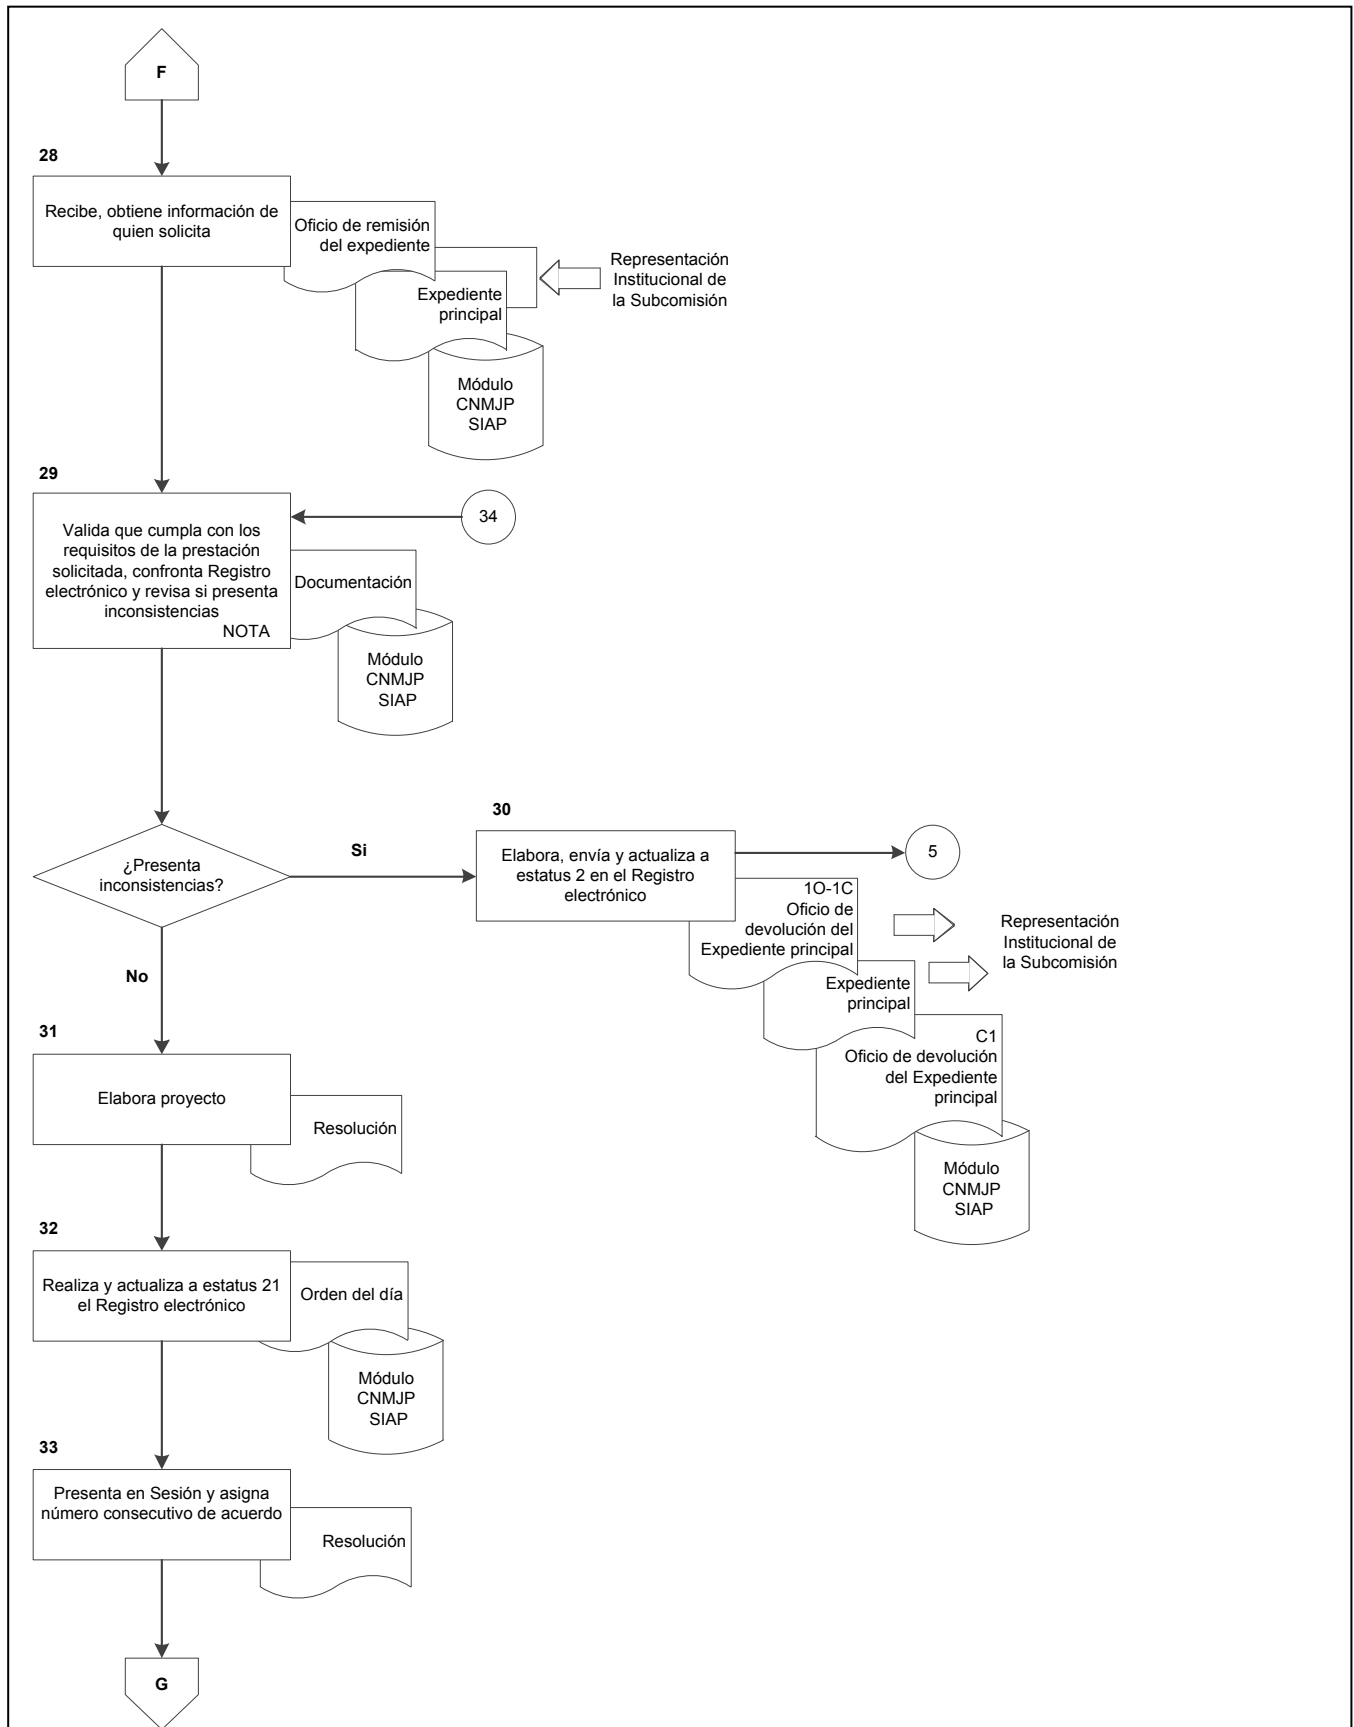 F
28
Recibe, obtiene información de
quien solicita
Oficio de remisión
del expediente
Expediente
principal
Representación
Institucional de
la Subcomisión
Módulo
CNMJP
SIAP
29
Valida que cumpla con los
requisitos de la prestación
solicitada, confronta Registro
electrónico y revisa si presenta
inconsistencias
NOTA
34
Documentación
Módulo
CNMJP
SIAP
¿Presenta
inconsistencias?
Si
No
30
Elabora, envía y actualiza a
estatus 2 en el Registro
electrónico
5
1O-1C
Oficio de
devolución del
Expediente principal
Expediente
principal
Representación
Institucional de
la Subcomisión
C1
Oficio de devolución
del Expediente
principal
Módulo
CNMJP
SIAP
31
Elabora proyecto
Resolución
32
Realiza y actualiza a estatus 21
el Registro electrónico
Orden del día
Módulo
CNMJP
SIAP
33
Presenta en Sesión y asigna
número consecutivo de acuerdo
Resolución
G